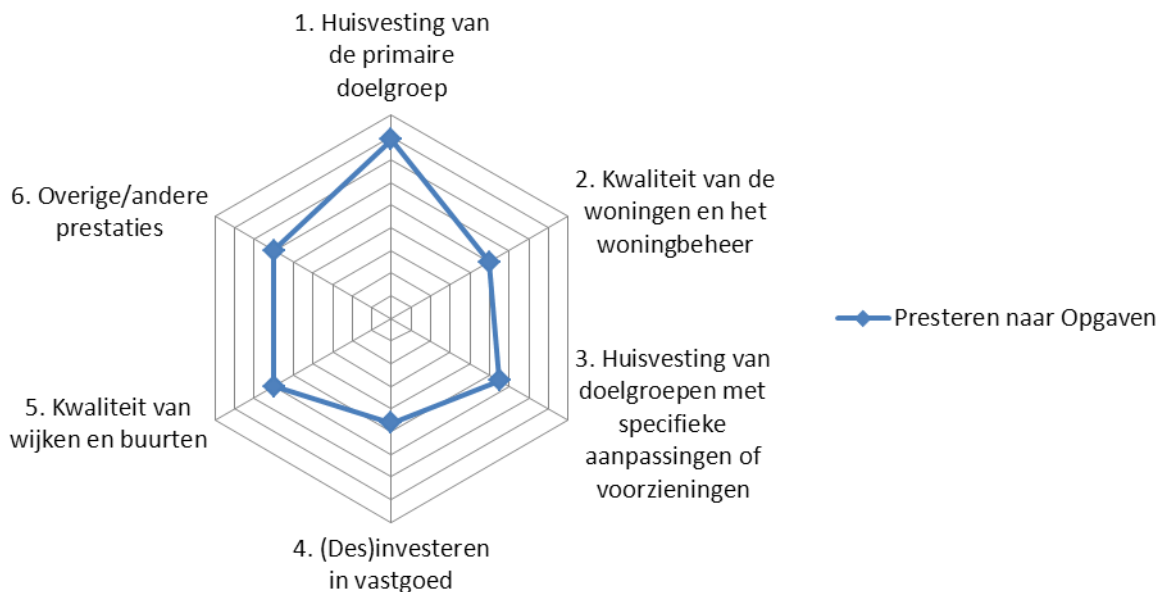 1. Huisvesting van
de primaire
doelgroep
2. Kwaliteit van de
woningen en het
woningbeheer
3. Huisvesting van
doelgroepen met
specifieke
aanpassingen of
voorzieningen
4. (Des)investeren
in vastgoed
5. Kwaliteit van
wijken en buurten
6. Overige/andere
prestaties
Presteren naar Opgaven